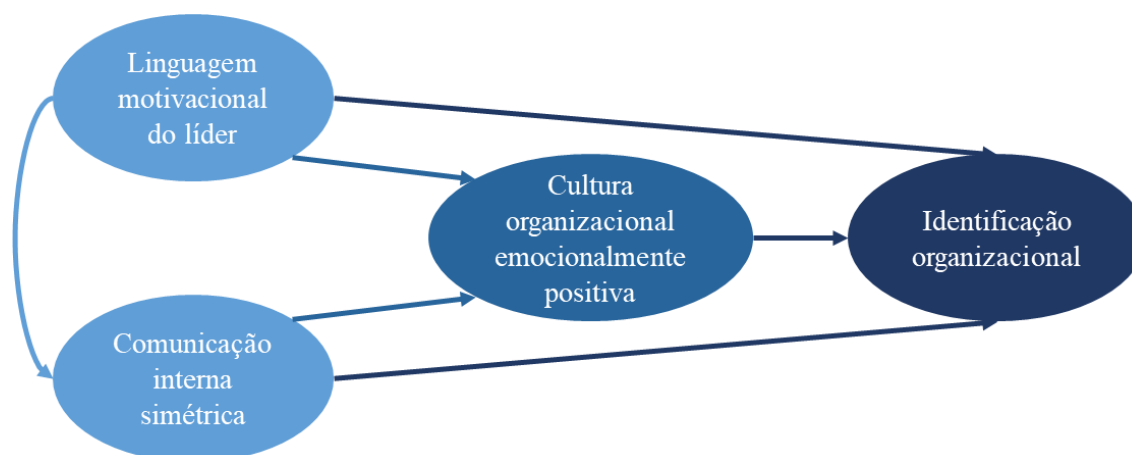 Linguagem
motivacional
do líder
Cultura
organizacional
emocionalmente
positiva
Identificação
organizacional
Comunicação
interna
simétrica